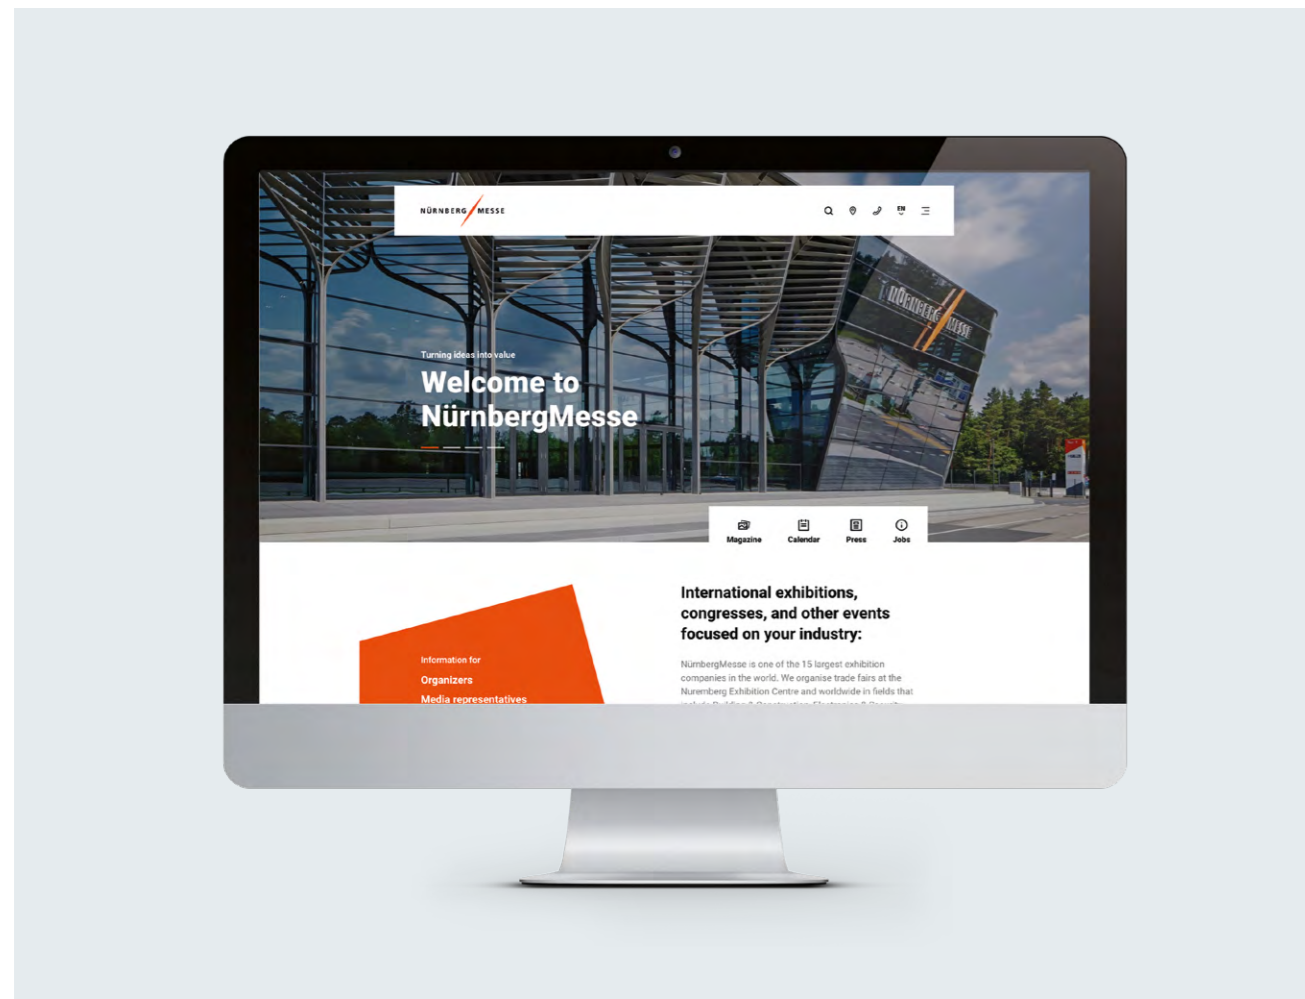 NÜRNBERG MESSE
EN
NÜRNBERG MESSE
Turning ideas into value
Welcome to
NürnbergMesse
Magazine
Calendar
Press
Jobs
International exhibitions,
congresses, and other events
focused on your industry:
Information for
Organizers
Media representatives
NürnbergMesse is one of the 15 largest exhibition
companies in the world. We organise trade fairs at the
Nuremberg Exhibition Centre and worldwide in fields that